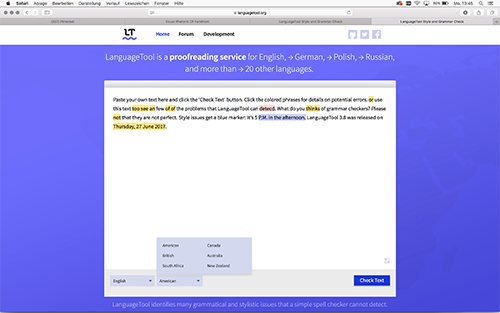 Safari Ablage Bearbeiten Darstellung Verlauf Lesezeichen Fenster Hilfe
Mo. 13:45
languagetool.org
LanguageTool Style and Grammar Check
LanguageTool Style and Grammar Check
LT
Home Forum Development
LanguageTool is a proofreading service for English, → German, → Polish, → Russian,
and more than → 20 other languages.
Paste your own text here and click the 'Check Text' button. Click the colored phrases for details on potential errors. or use
this text too see an few of of the problems that LanguageTool can detecd. What do you thinks of grammar checkers? Please
not that they are not perfect. Style issues get a blue marker: It's 5 P.M. in the afternoon. LanguageTool 3.8 was released on
Thursday, 27 June 2017.
American Canada
British Australia
South Africa New Zealand
English American Check Text
LanguageTool identifies many grammatical and stylistic issues that a simple spell checker cannot detect.